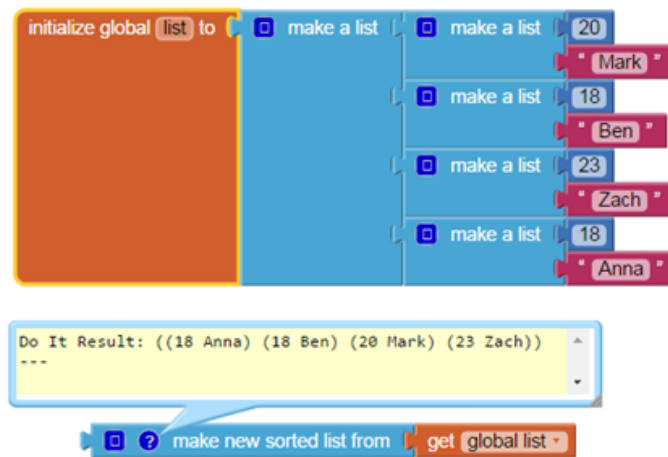 initialize global list to make a list make a list 20
" Mark "
make a list 18
" Ben "
make a list 23
" Zach "
make a list 18
" Anna "
Do It Result: ((18 Anna) (18 Ben) (20 Mark) (23 Zach))
---
? make new sorted list from get global list